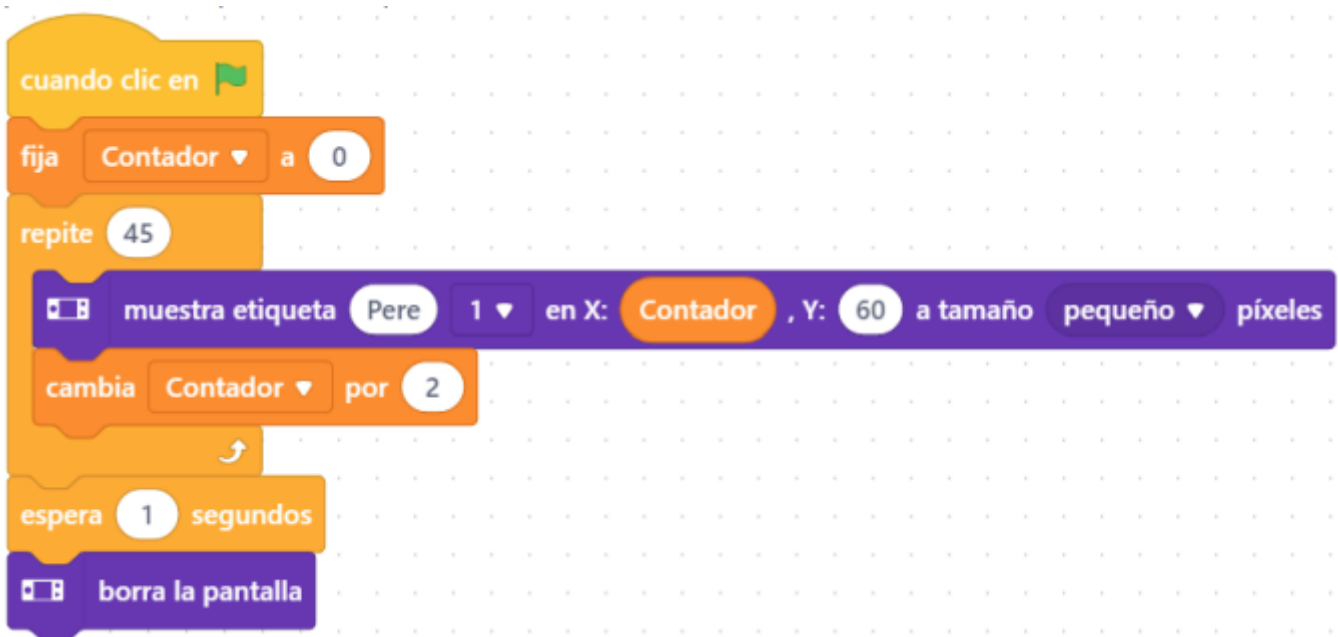 cuando clic en
fija Contador a 0
repite 45
muestra etiqueta Pere 1 en X: Contador , Y: 60 a tamaño pequeño píxeles
cambia Contador por 2
espera 1 segundos
borra la pantalla